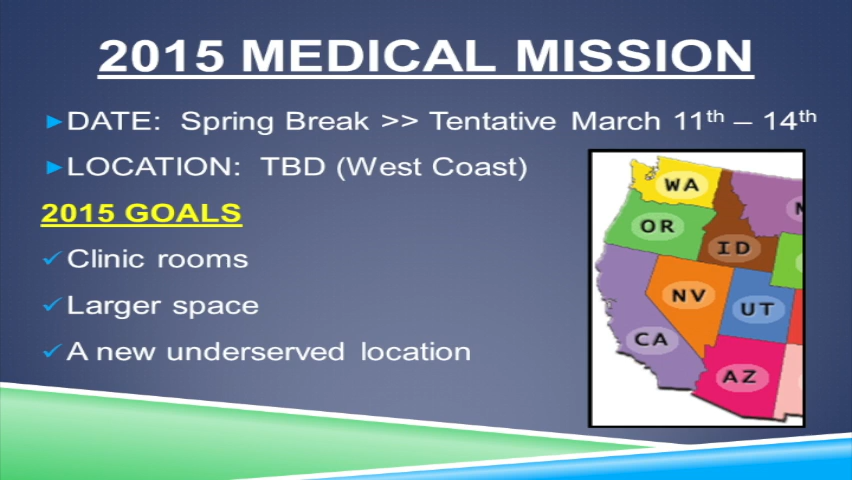 2015 MEDICAL MISSION
►DATE: Spring Break >> Tentative March 11th – 14th
►LOCATION: TBD (West Coast)
2015 GOALS
✓ Clinic rooms
✓ Larger space
✓ A new underserved location
WA
OR
ID
NV
UT
CA
AZ